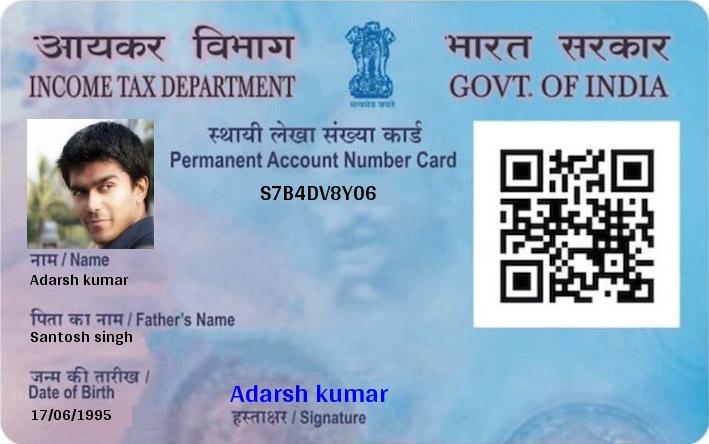 आयकर विभाग
INCOME TAX DEPARTMENT
सत्यमेव जयते
भारत सरकार
GOVT. OF INDIA
स्थायी लेखा संख्या कार्ड
Permanent Account Number Card
S7B4DV8Y06
नाम / Name
Adarsh kumar
पिता का नाम / Father's Name
Santosh singh
जन्म की तारीख /
Date of Birth
17/06/1995
Adarsh kumar
हस्ताक्षर / Signature